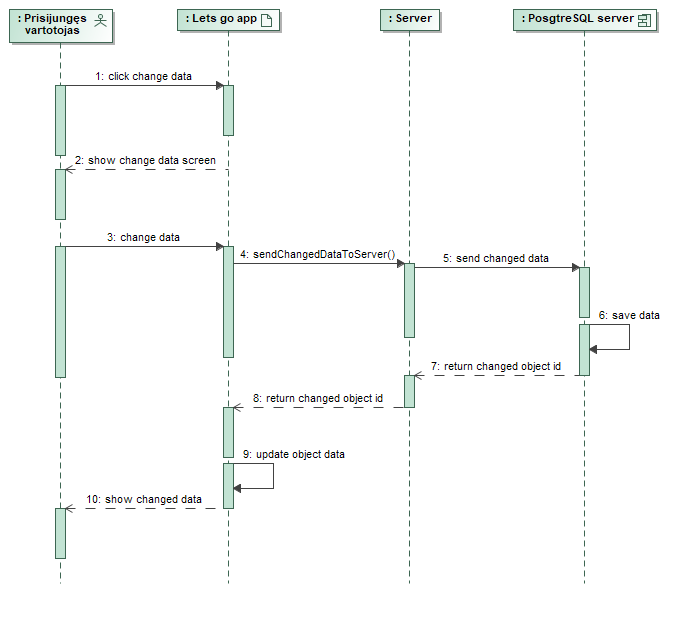 : Prisijungęs
vartotojas
: Lets go app
: Server
: PosgtreSQL server
1: click change data
2: show change data screen
3: change data
4: sendChangedDataToServer()
5: send changed data
6: save data
7: return changed object id
8: return changed object id
9: update object data
10: show changed data